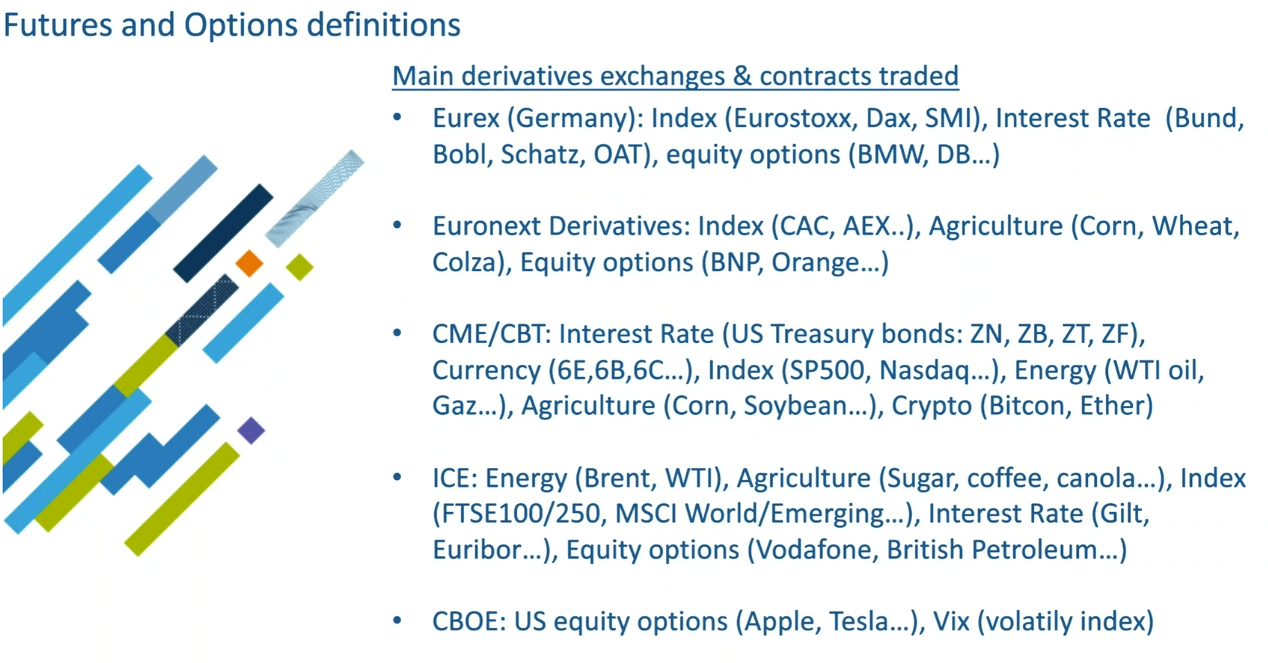 Futures and Options definitions
Main derivatives exchanges & contracts traded
• Eurex (Germany): Index (Eurostoxx, Dax, SMI), Interest Rate  (Bund,
Bobl, Schatz, OAT), equity options (BMW, DB…)
• Euronext Derivatives: Index (CAC, AEX..), Agriculture (Corn, Wheat,
Colza), Equity options (BNP, Orange…)
• CME/CBT: Interest Rate (US Treasury bonds: ZN, ZB, ZT, ZF),
Currency (6E,6B,6C…), Index (SP500, Nasdaq…), Energy (WTI oil,
Gaz…), Agriculture (Corn, Soybean…), Crypto (Bitcon, Ether)
• ICE: Energy (Brent, WTI), Agriculture (Sugar, coffee, canola…), Index
(FTSE100/250, MSCI World/Emerging…), Interest Rate (Gilt,
Euribor…), Equity options (Vodafone, British Petroleum…)
• CBOE: US equity options (Apple, Tesla…), Vix (volatily index)